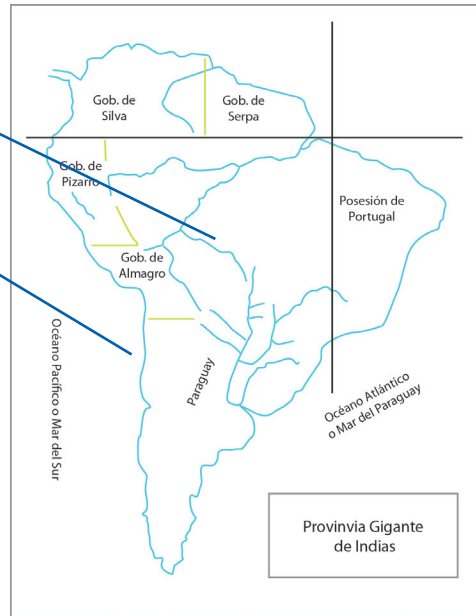 Gob. de
Silva
Gob. de
Serpa
Gob. de
Pizarro
Posesión de
Portugal
Gob. de
Almagro
Océano Pacífico o Mar del Sur
Paraguay
Océano Atlántico
o Mar del Paraguay
Provinvia Gigante
de Indias